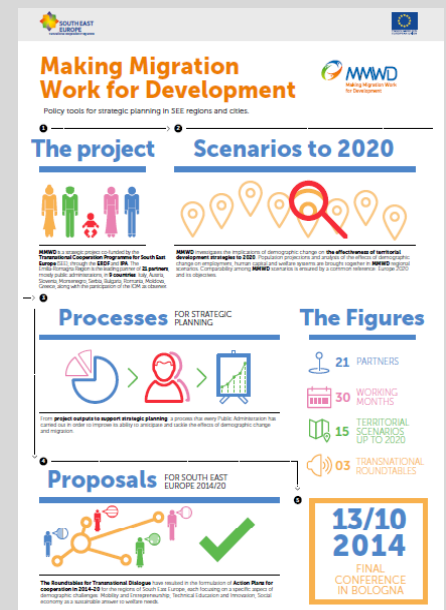 SOUTH EAST
EUROPE
Making Migration
Work for Development
Policy tools for strategic planning in SEE regions and cities.
MMWD
Making Migration Work
for Development
1
2
The project
Scenarios to 2020
MMWD is a strategic project co-funded by the
Transnational Cooperation Programme for South East
Europe (SEE), through the ERDF and IPA. The
Emilia-Romagna Region is the leading partner of 21 partners,
mostly public administrations, in 9 countries: Italy, Austria,
Slovenia, Montenegro, Serbia, Bulgaria, Romania, Moldova,
Greece, along with the participation of the IOM as observer.
MMWD investigates the implications of demographic change on the effectiveness of territorial
development strategies to 2020. Population projections and analysis of the effects of demographic
change on employment, human capital and welfare systems are brought together in MMWD regional
scenarios. Comparability among MMWD scenarios is ensured by a common reference: Europe 2020
and its objectives.
3
Processes FOR STRATEGIC
PLANNING
From project outputs to support strategic planning: a process that every Public Administration has
carried out in order to improve its ability to anticipate and tackle the effects of demographic change
and migration.
The Figures
21 PARTNERS
30 WORKING
MONTHS
15 TERRITORIAL
SCENARIOS
UP TO 2020
03 TRANSNATIONAL
ROUNDTABLES
4
Proposals FOR SOUTH EAST
EUROPE 2014/20
The Roundtables for Transnational Dialogue have resulted in the formulation of Action Plans for
cooperation in 2014-20 for the regions of South East Europe, each focusing on a specific aspect of
demographic challenges: Mobility and Entrepreneurship; Technical Education and Innovation; Social
economy as a sustainable answer to welfare needs.
5
13/10
2014
FINAL
CONFERENCE
IN BOLOGNA